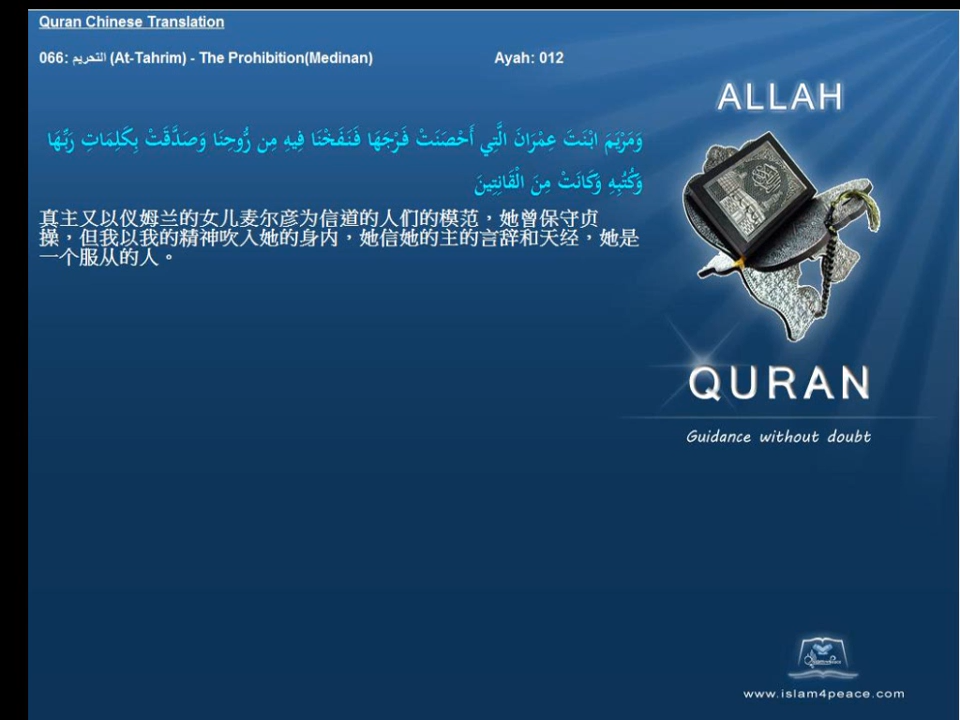 Quran Chinese Translation
066: التحريم (At-Tahrim) - The Prohibition(Medinan) Ayah: 012
وَمَرْيَمَ ابْنَتَ عِمْرَانَ الَّتِي أَحْصَنَتْ فَرْجَهَا فَنَفَخْنَا فِيهِ مِن رُّوحِنَا وَصَدَّقَتْ بِكَلِمَاتِ رَبِّهَا
وَكُتُبِهِ وَكَانَتْ مِنَ الْقَانِتِينَ
真主又以仪姆兰的女儿麦尔彦为信道的人们的模范，她曾保守贞
操，但我以我的精神吹入她的身内，她信她的主的言辞和天经，她是
一个服从的人。
ALLAH
QURAN
Guidance without doubt
www.islam4peace.com